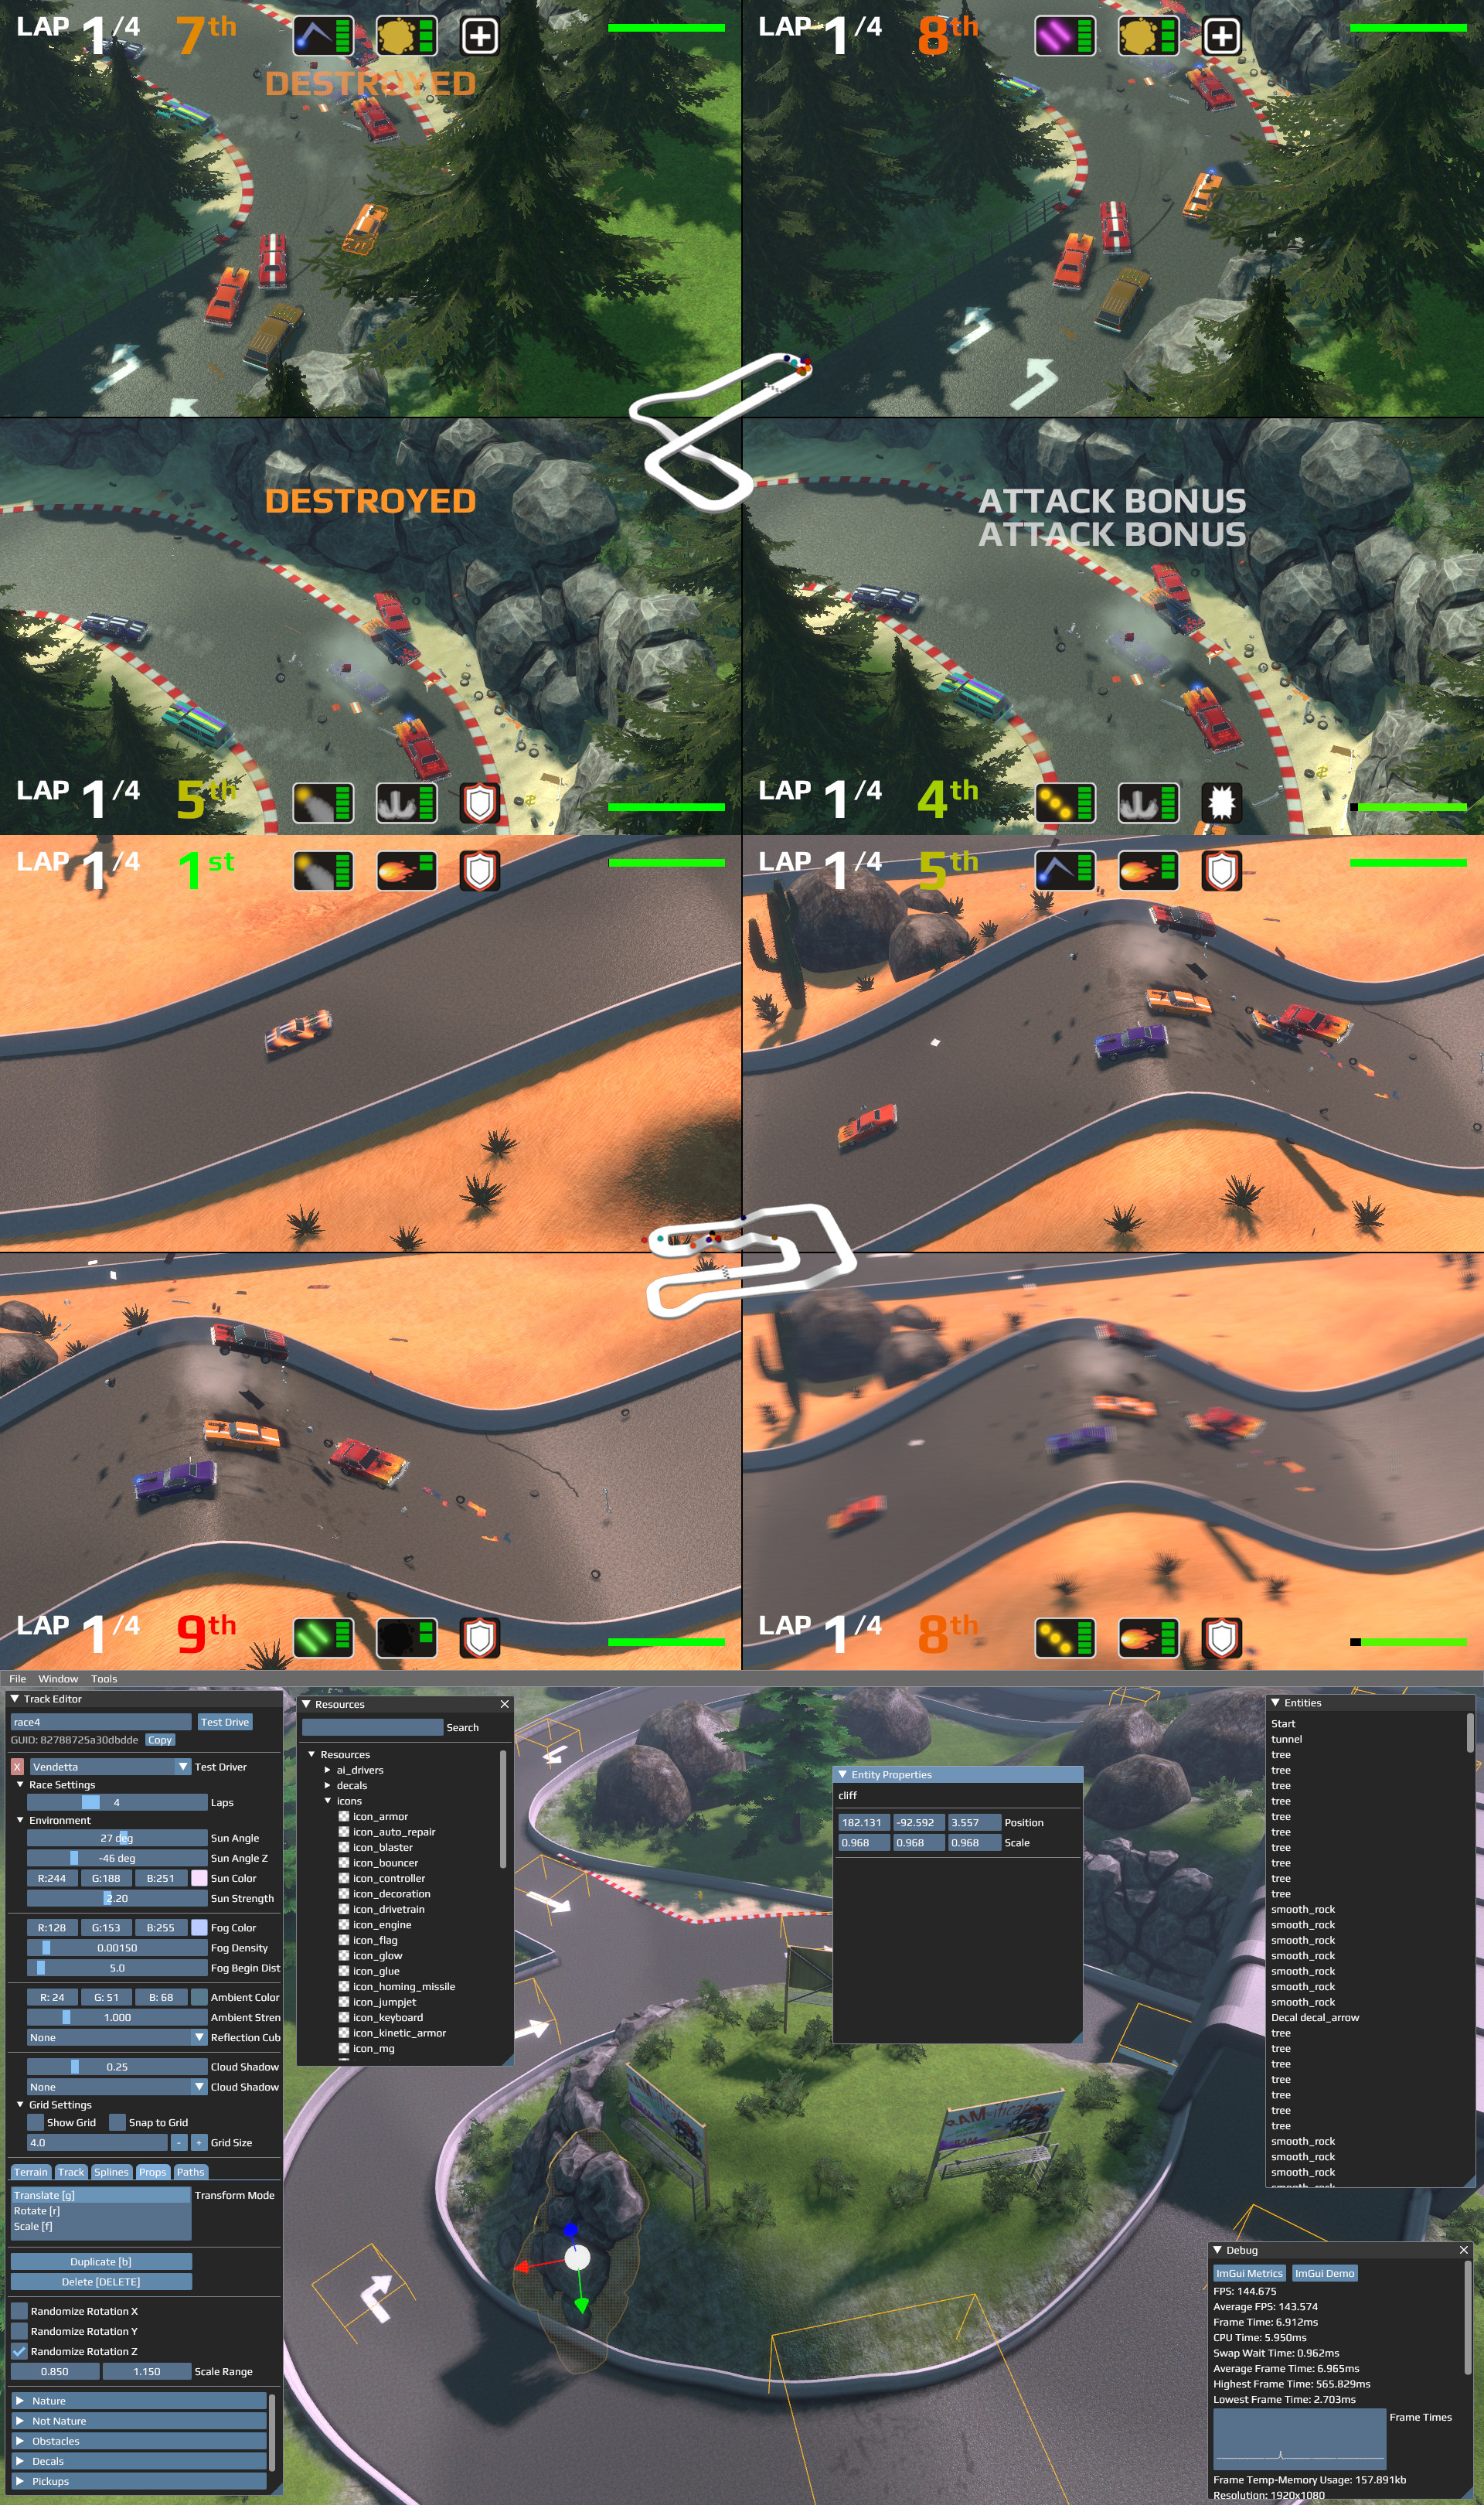 LAP 1/4 7th
DESTROYED
LAP 1/4 8th
DESTROYED
LAP 1/4 5th
ATTACK BONUS
ATTACK BONUS
LAP 1/4 4th
LAP 1/4 1st
LAP 1/4 5th
LAP 1/4 9th
LAP 1/4 8th
File Window Tools
Track Editor
race4 Test Drive
GUID: 82788725a30dbdde Copy
X Vendetta Test Driver
Race Settings
4 Laps
Environment
27 deg Sun Angle
-46 deg Sun Angle Z
R:244 G:188 B:251 Sun Color
2.20 Sun Strength
R:128 G:153 B:255 Fog Color
0.00150 Fog Density
5.0 Fog Begin Dist
R: 24 G: 51 B: 68 Ambient Color
1.000 Ambient Stren
None Reflection Cub
0.25 Cloud Shadow
None Cloud Shadow
Grid Settings
Show Grid Snap to Grid
4.0 - + Grid Size
Terrain Track Splines Props Paths
Translate [g] Transform Mode
Rotate [r]
Scale [f]
Duplicate [b]
Delete [DELETE]
Randomize Rotation X
Randomize Rotation Y
Randomize Rotation Z
0.850 1.150 Scale Range
Nature
Not Nature
Obstacles
Decals
Pickups
Resources
Search
Resources
ai_drivers
decals
icons
icon_armor
icon_auto_repair
icon_blaster
icon_bouncer
icon_controller
icon_decoration
icon_drivetrain
icon_engine
icon_flag
icon_glow
icon_glue
icon_homing_missile
icon_jumpjet
icon_keyboard
icon_kinetic_armor
icon_mg
Entity Properties
cliff
182.131 -92.592 3.557 Position
0.968 0.968 0.968 Scale
Entities
Start
tunnel
tree
tree
tree
tree
tree
tree
tree
tree
tree
tree
smooth_rock
smooth_rock
smooth_rock
smooth_rock
smooth_rock
smooth_rock
smooth_rock
Decal decal_arrow
tree
tree
tree
tree
tree
tree
tree
smooth_rock
smooth_rock
smooth_rock
smooth_rock
Debug
ImGui Metrics ImGui Demo
FPS: 144.675
Average FPS: 143.574
Frame Time: 6.912ms
CPU Time: 5.950ms
Swap Wait Time: 0.962ms
Average Frame Time: 6.965ms
Highest Frame Time: 565.829ms
Lowest Frame Time: 2.703ms
Frame Times
Frame Temp-Memory Usage: 157.891kb
Resolution: 1920x1080